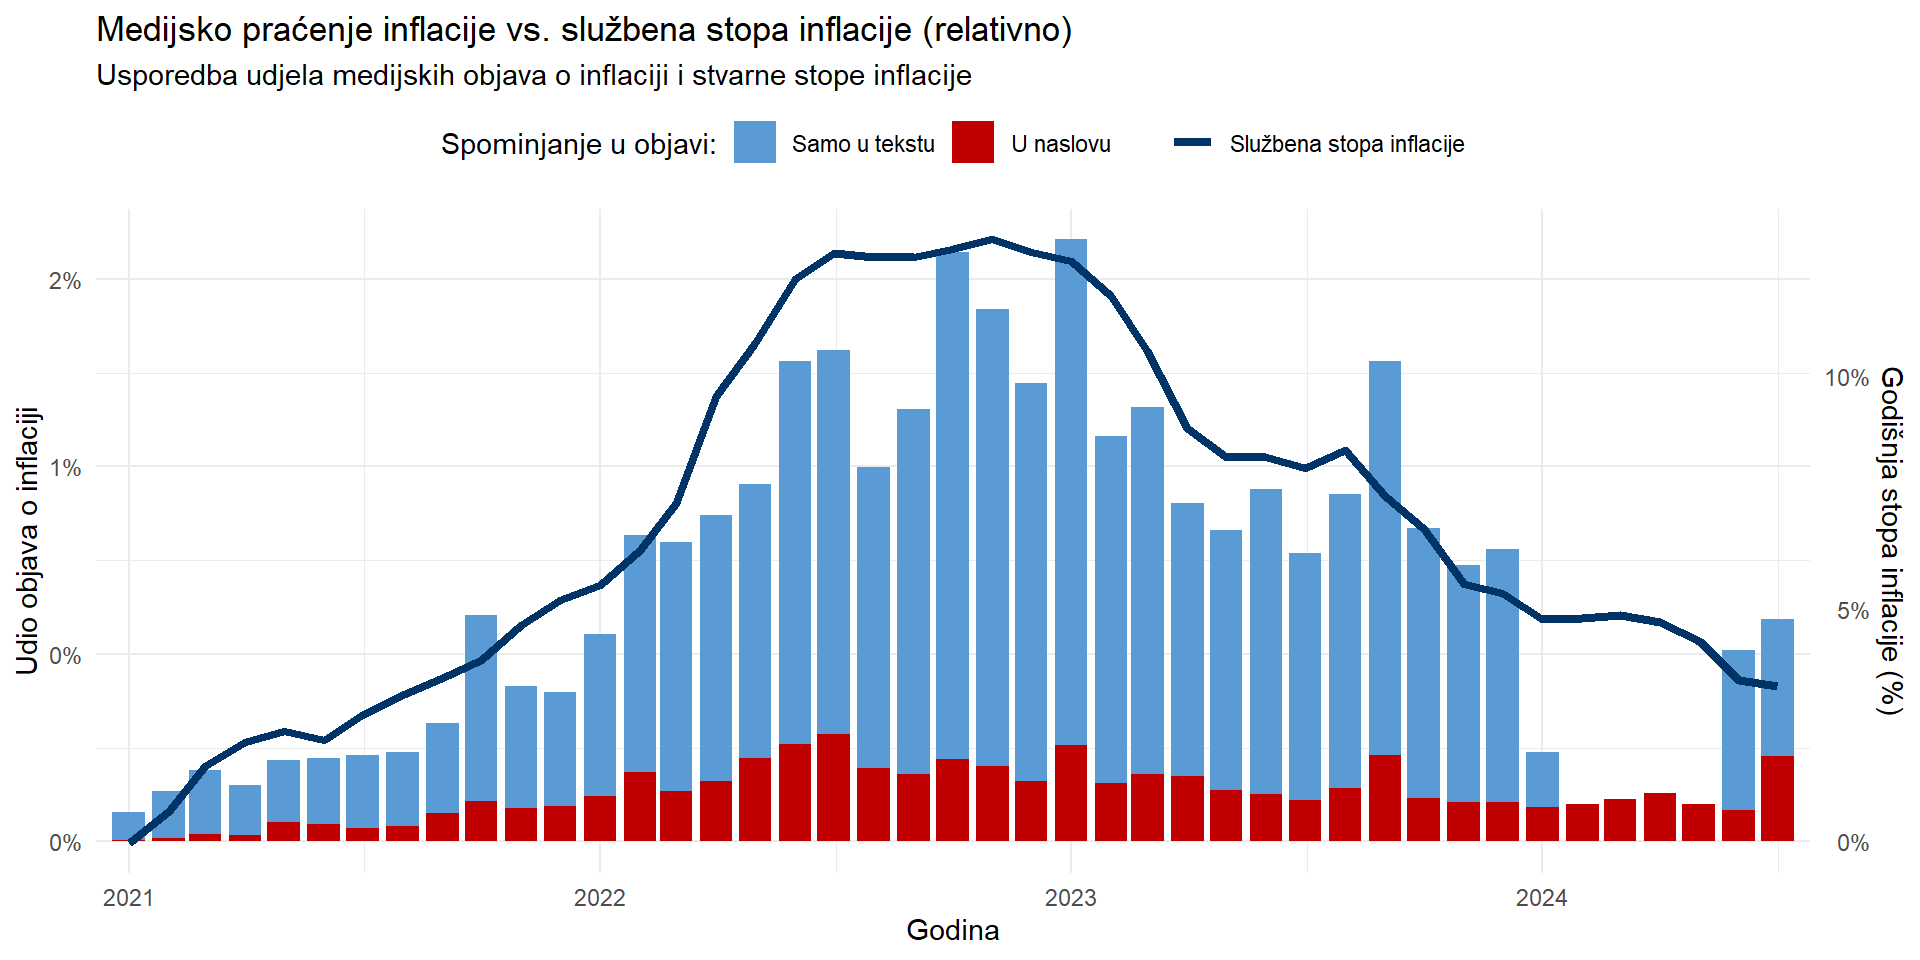 Medijsko praćenje inflacije vs. službena stopa inflacije (relativno)
Usporedba udjela medijskih objava o inflaciji i stvarne stope inflacije
Spominjanje u objavi: Samo u tekstu U naslovu Službena stopa inflacije
Udio objava o inflaciji
2%
1%
0%
0%
10%
5%
0%
Godišnja stopa inflacije (%)
2021 2022 2023 2024
Godina